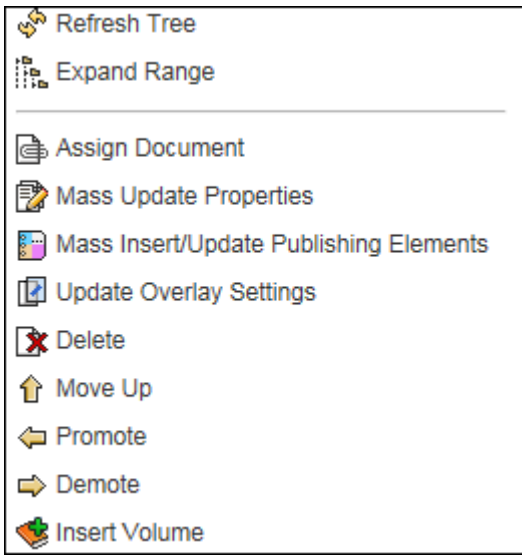 Refresh Tree
Expand Range
Assign Document
Mass Update Properties
Mass Insert/Update Publishing Elements
Update Overlay Settings
Delete
Move Up
Promote
Demote
Insert Volume